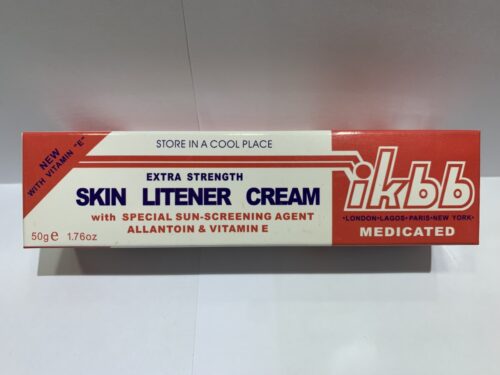 NEW
WITH VITAMIN "E"
STORE IN A COOL PLACE
EXTRA STRENGTH
SKIN LITENER CREAM
with SPECIAL SUN-SCREENING AGENT
ALLANTOIN & VITAMIN E
50g e 1.76oz
ikbb
•LONDON•LAGOS•PARIS•NEW YORK•
MEDICATED